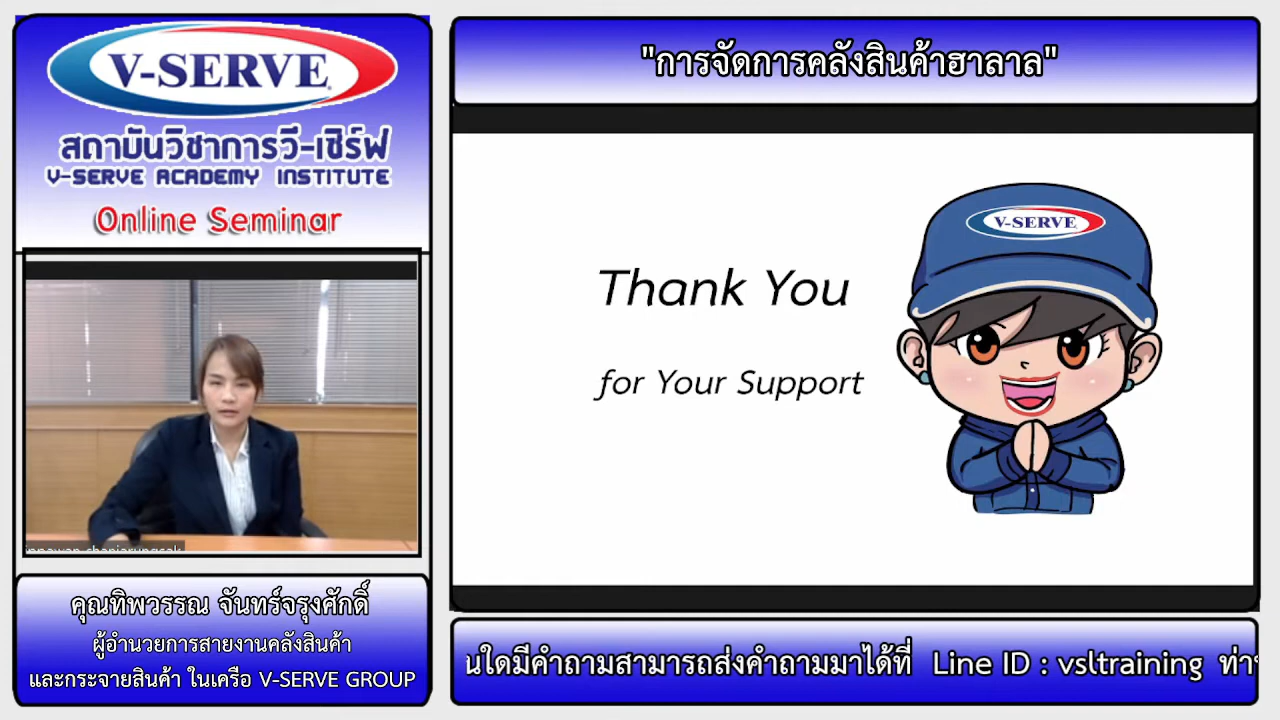 V-SERVE
สถาบันวิชาการวี-เซิร์ฟ
V-SERVE ACADEMY INSTITUTE
Online Seminar
คุณทิพวรรณ จันทร์จรุงศักดิ์
ผู้อำนวยการสายงานคลังสินค้า
และกระจายสินค้า ในเครือ V-SERVE GROUP
"การจัดการคลังสินค้าฮาลาล"
V-SERVE
Thank You
for Your Support
นใดมีคำถามสามารถส่งคำถามมาได้ที่ Line ID : vsltraining ท่า